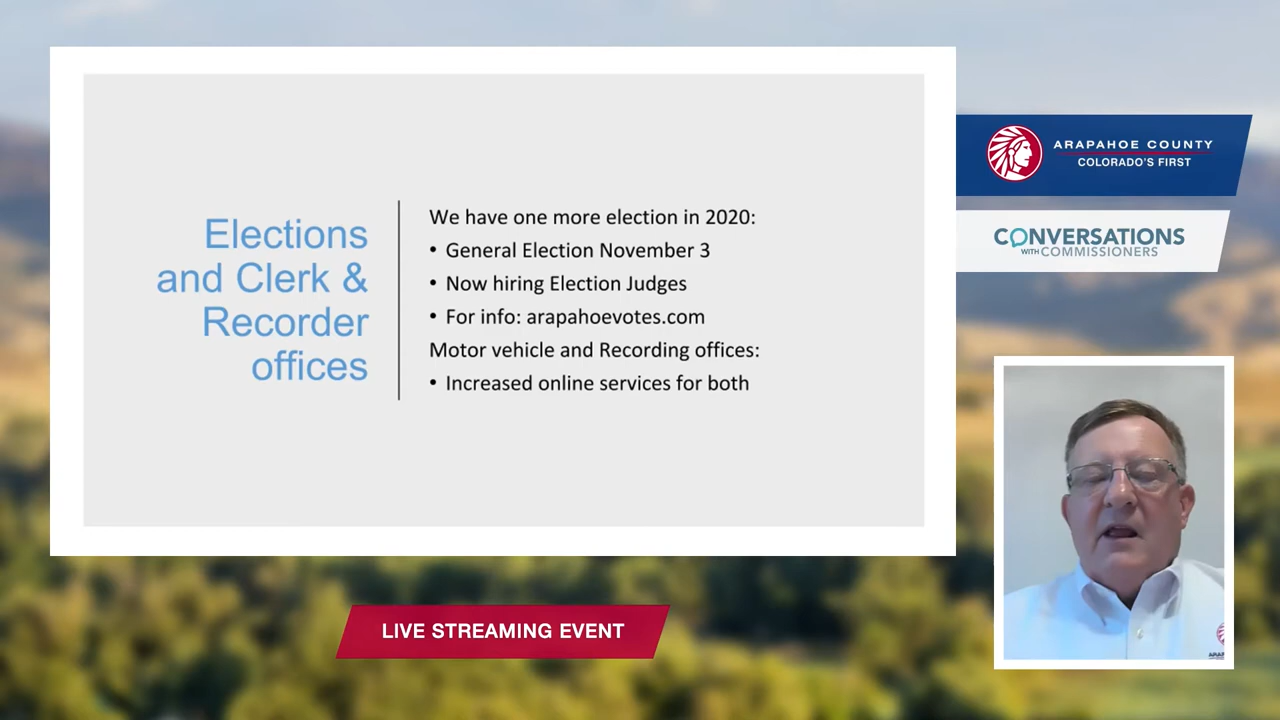 Elections
and Clerk &
Recorder
offices
We have one more election in 2020:
• General Election November 3
• Now hiring Election Judges
• For info: arapahoevotes.com
Motor vehicle and Recording offices:
• Increased online services for both
ARAPAHOE COUNTY
COLORADO'S FIRST
CONVERSATIONS
WITH COMMISSIONERS
LIVE STREAMING EVENT